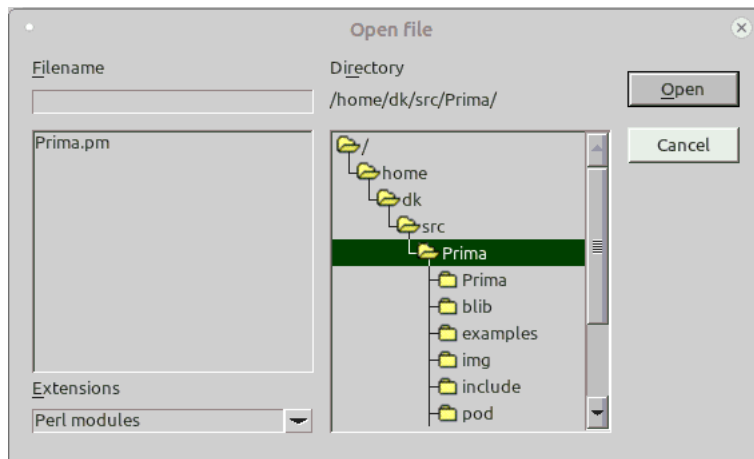 Open file
Filename
Directory
/home/dk/src/Prima/
Open
Cancel
Prima.pm
/
home
dk
src
Prima
Prima
blib
examples
img
include
pod
Extensions
Perl modules